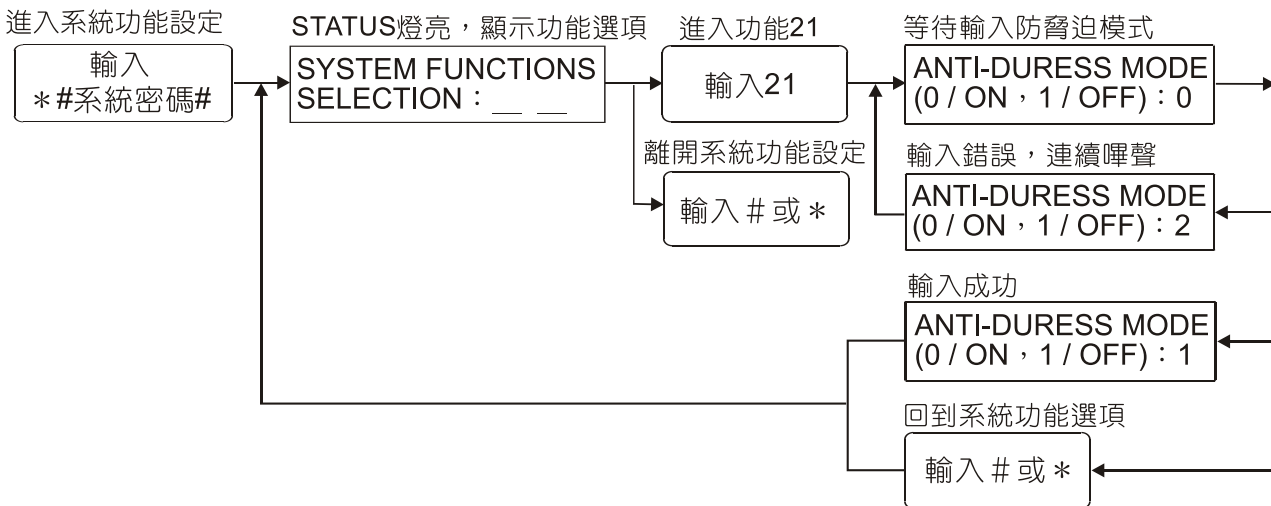 進入系統功能設定
輸入
＊#系統密碼#
STATUS燈亮，顯示功能選項
SYSTEM FUNCTIONS
SELECTION：__ __
進入功能21
輸入21
離開系統功能設定
輸入＃或＊
等待輸入防脅迫模式
ANTI-DURESS MODE
(0 / ON，1 / OFF)：0
輸入錯誤，連續嗶聲
ANTI-DURESS MODE
(0 / ON，1 / OFF)：2
輸入成功
ANTI-DURESS MODE
(0 / ON，1 / OFF)：1
回到系統功能選項
輸入＃或＊